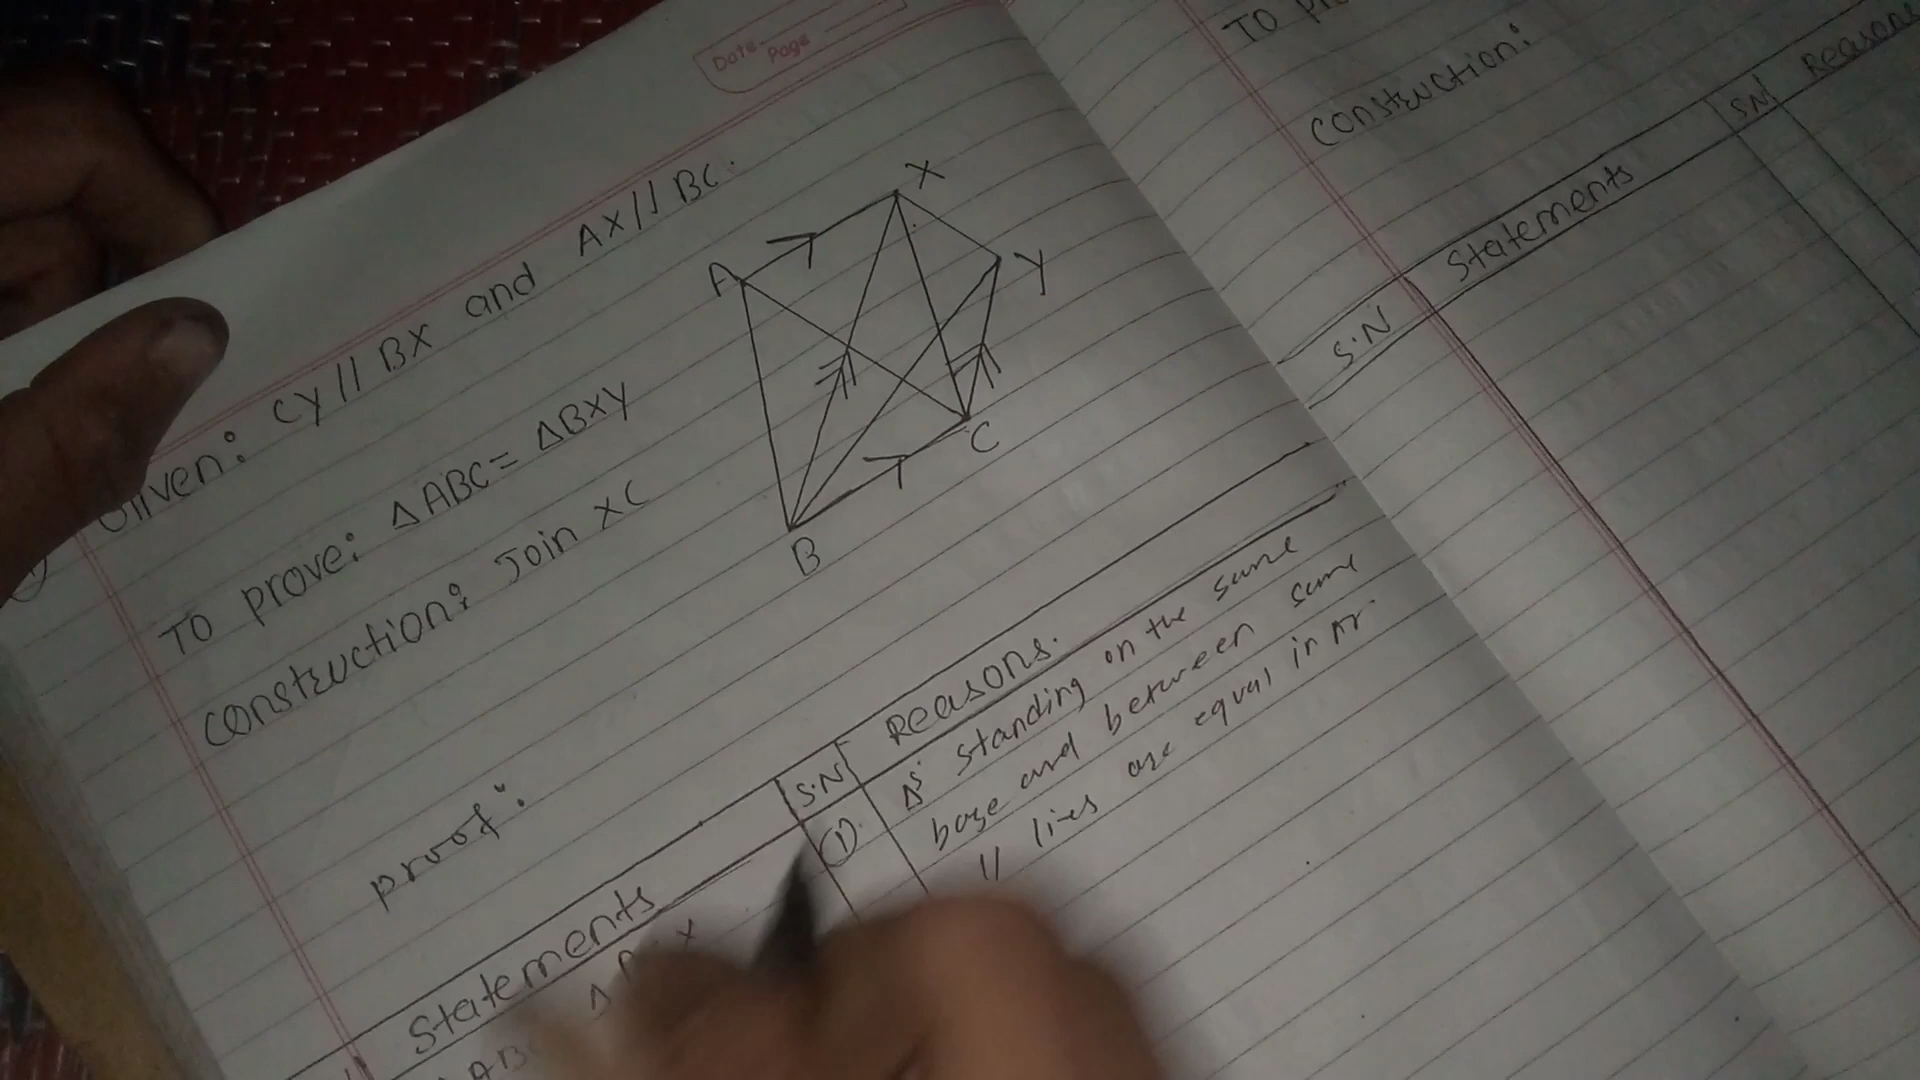 Date.
Page
Given: CY//BX and AX//BC.
To prove: ΔABC= ΔBXY
Construction: Join XC
A
X
Y
B
C
Proof:
Statements
S.N
Reasons.
①
Δs standing on the same
base and between same
// lines are equal in Ar.
To
Construction:
S.N
Statements
S.N
Reasons